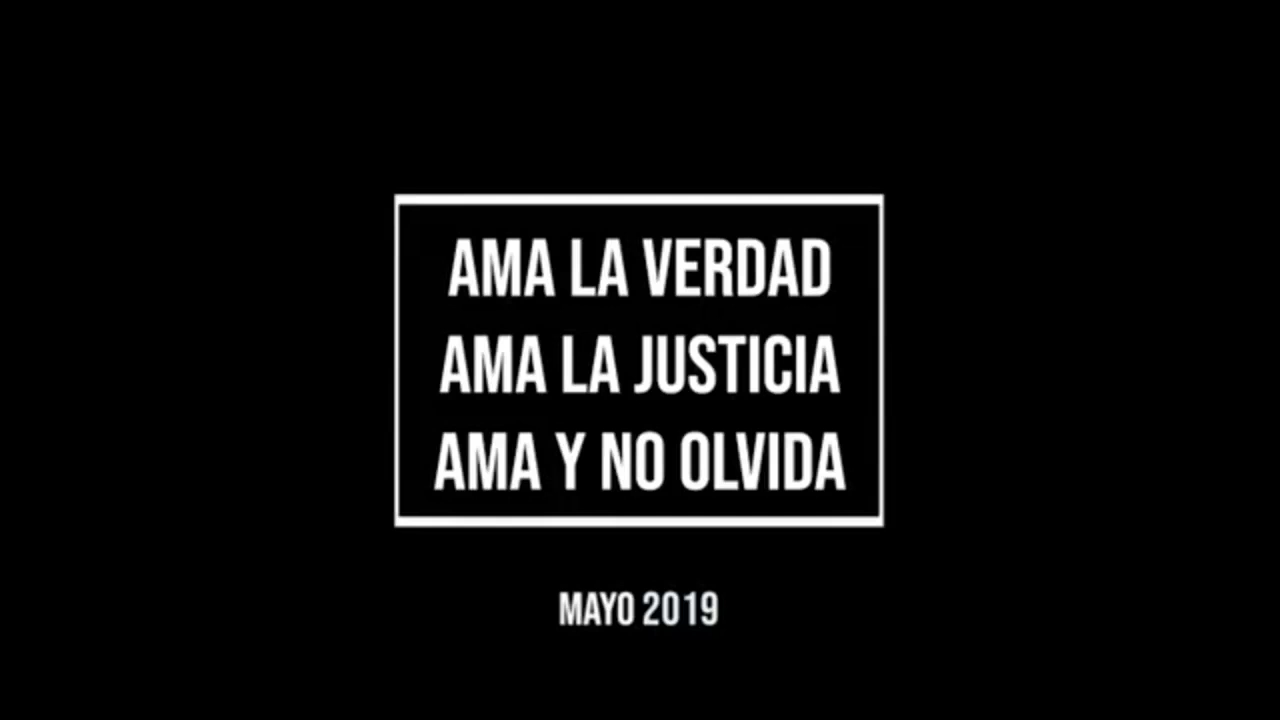 AMA LA VERDAD
AMA LA JUSTICIA
AMA Y NO OLVIDA
MAYO 2019